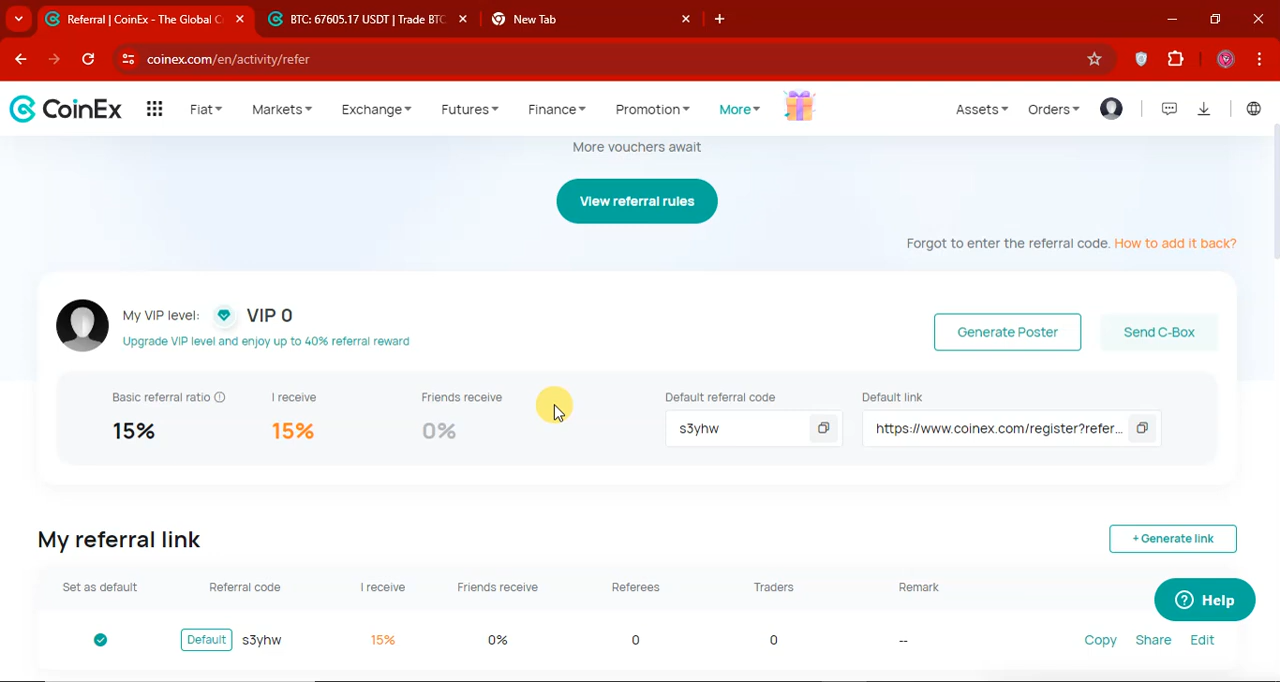 Referral | CoinEx - The Global C
BTC: 67605.17 USDT | Trade BTC
New Tab
coinex.com/en/activity/refer
CoinEx
Fiat
Markets
Exchange
Futures
Finance
Promotion
More
Assets
Orders
More vouchers await
View referral rules
Forgot to enter the referral code. How to add it back?
My VIP level: VIP 0
Upgrade VIP level and enjoy up to 40% referral reward
Generate Poster
Send C-Box
Basic referral ratio
I receive
Friends receive
Default referral code
Default link
15%
15%
0%
s3yhw
https://www.coinex.com/register?refer...
My referral link
+ Generate link
Set as default
Referral code
I receive
Friends receive
Referees
Traders
Remark
Help
Default
s3yhw
15%
0%
0
0
--
Copy
Share
Edit